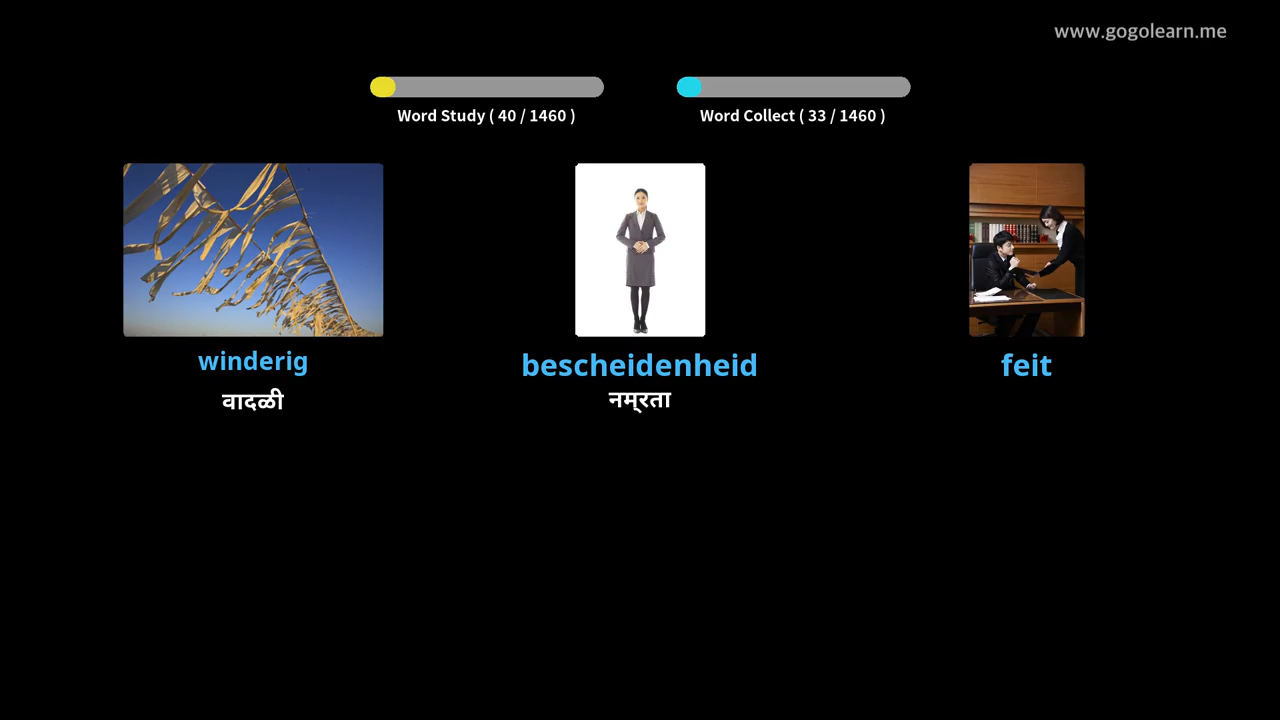 www.gogolearn.me
Word Study ( 40 / 1460 )
Word Collect ( 33 / 1460 )
winderig
वादळी
bescheidenheid
नम्रता
feit